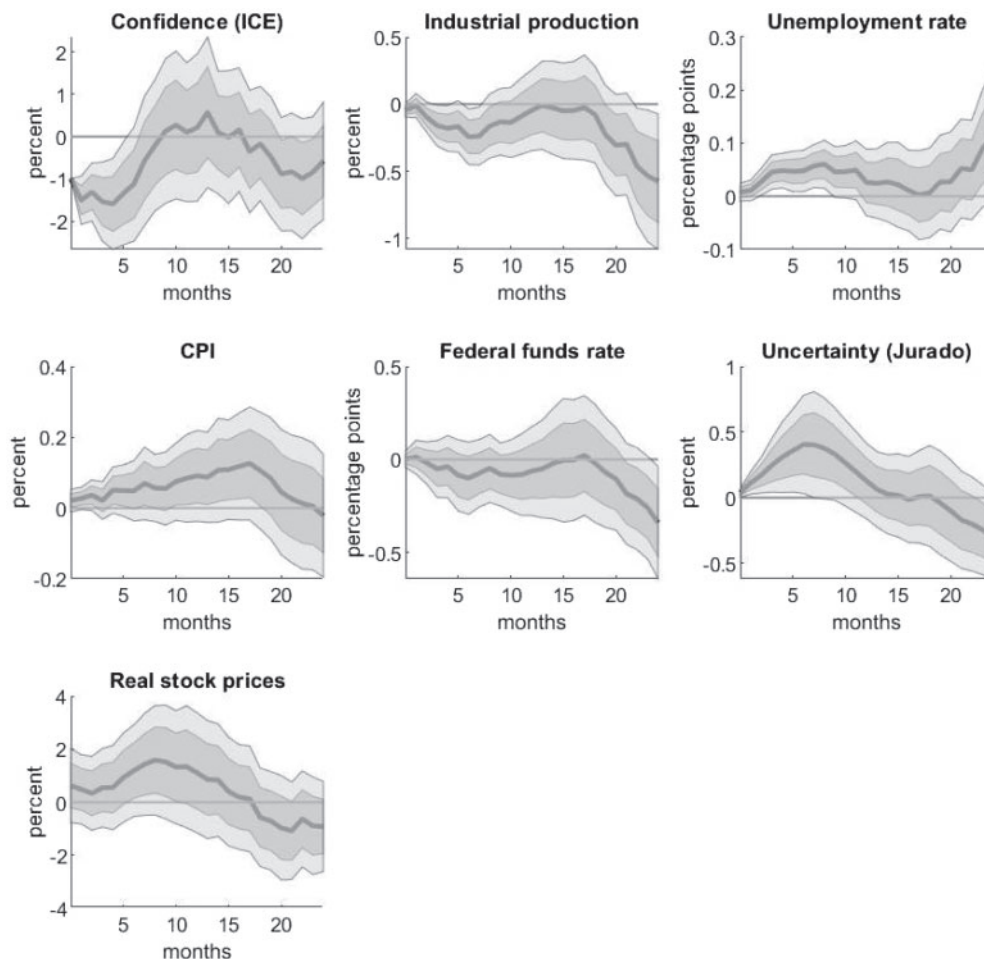 Confidence (ICE)
2
1
0
-1
-2
percent
5 10 15 20
months
Industrial production
0.5
0
-0.5
-1
percent
5 10 15 20
months
Unemployment rate
0.3
0.2
0.1
0
-0.1
percentage points
5 10 15 20
months
CPI
0.4
0.2
0
-0.2
percent
5 10 15 20
months
Federal funds rate
0.5
0
-0.5
percentage points
5 10 15 20
months
Uncertainty (Jurado)
1
0.5
0
-0.5
percent
5 10 15 20
months
Real stock prices
4
2
0
-2
-4
percent
5 10 15 20
months